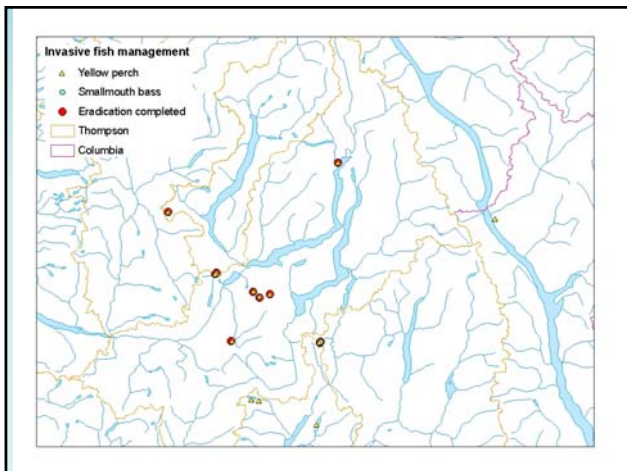 Invasive fish management
Yellow perch
Smallmouth bass
Eradication completed
Thompson
Columbia